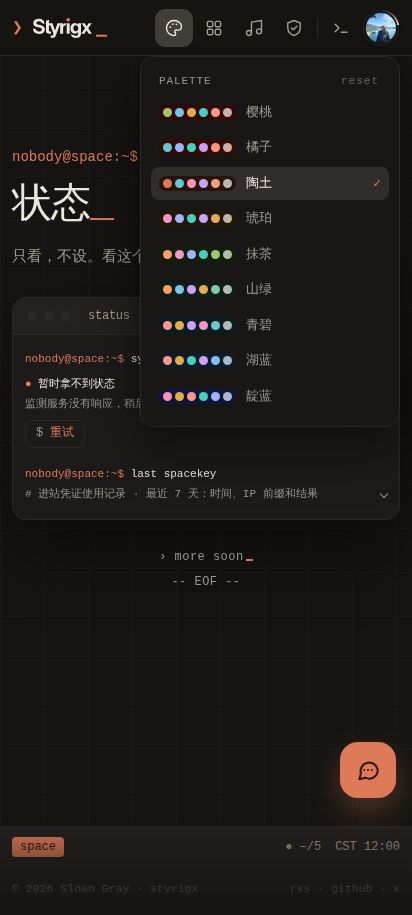 ❯ Styrigx _
PALETTE reset
樱桃
橘子
陶土 ✓
琥珀
抹茶
山绿
青碧
湖蓝
靛蓝
nobody@space:~$
状态_
只看，不设。看这个
status
nobody@space:~$ sy
● 暂时拿不到状态
监测服务没有响应，稍后
$ 重试
nobody@space:~$ last spacekey
# 进站凭证使用记录 · 最近 7 天：时间、IP 前缀和结果
› more soon_
-- EOF --
space ● —/5 CST 12:00
© 2026 Sloan Gray · styrigx rss · github · x